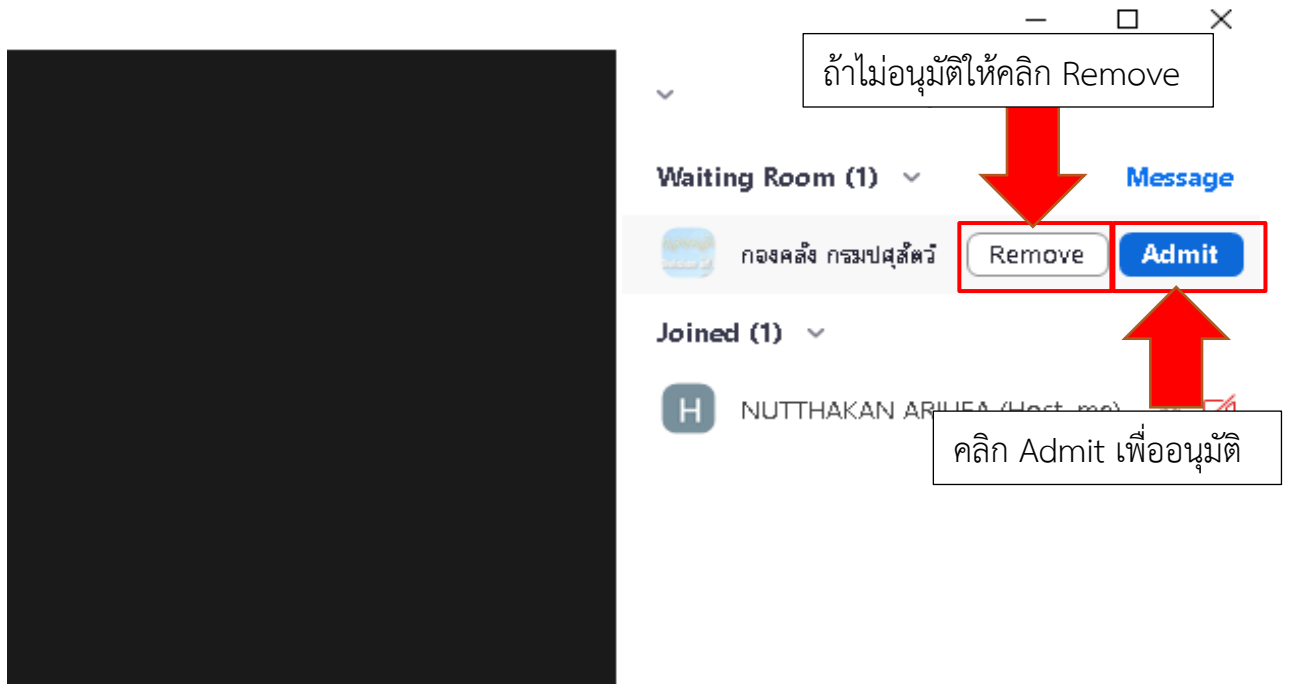 ถ้าไม่อนุมัติให้คลิก Remove
Waiting Room (1)
Message
กองคลัง กรมปศุสัตว์
Remove
Admit
Joined (1)
H
NUTTHAKAN (Host, me)
คลิก Admit เพื่ออนุมัติ